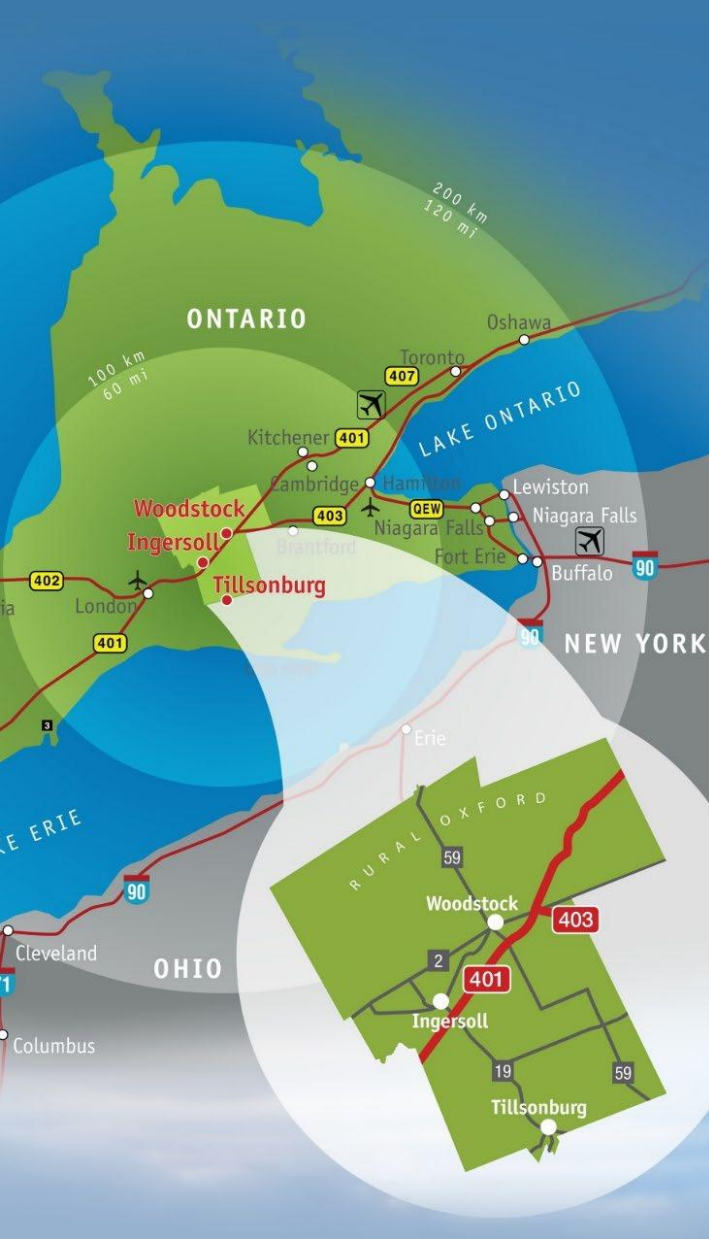 200 km
120 mi
ONTARIO
Oshawa
100 km
60 mi
Toronto
407
LAKE ONTARIO
Kitchener
401
Cambridge
Hamilton
Lewiston
Woodstock
403
QEW
Niagara Falls
Niagara Falls
Ingersoll
Brantford
Fort Erie
Buffalo
90
402
London
Tillsonburg
ia
401
90
NEW YORK
3
Erie
KE ERIE
RURAL OXFORD
59
90
Woodstock
403
Cleveland
OHIO
2
401
71
Ingersoll
Columbus
19
59
Tillsonburg